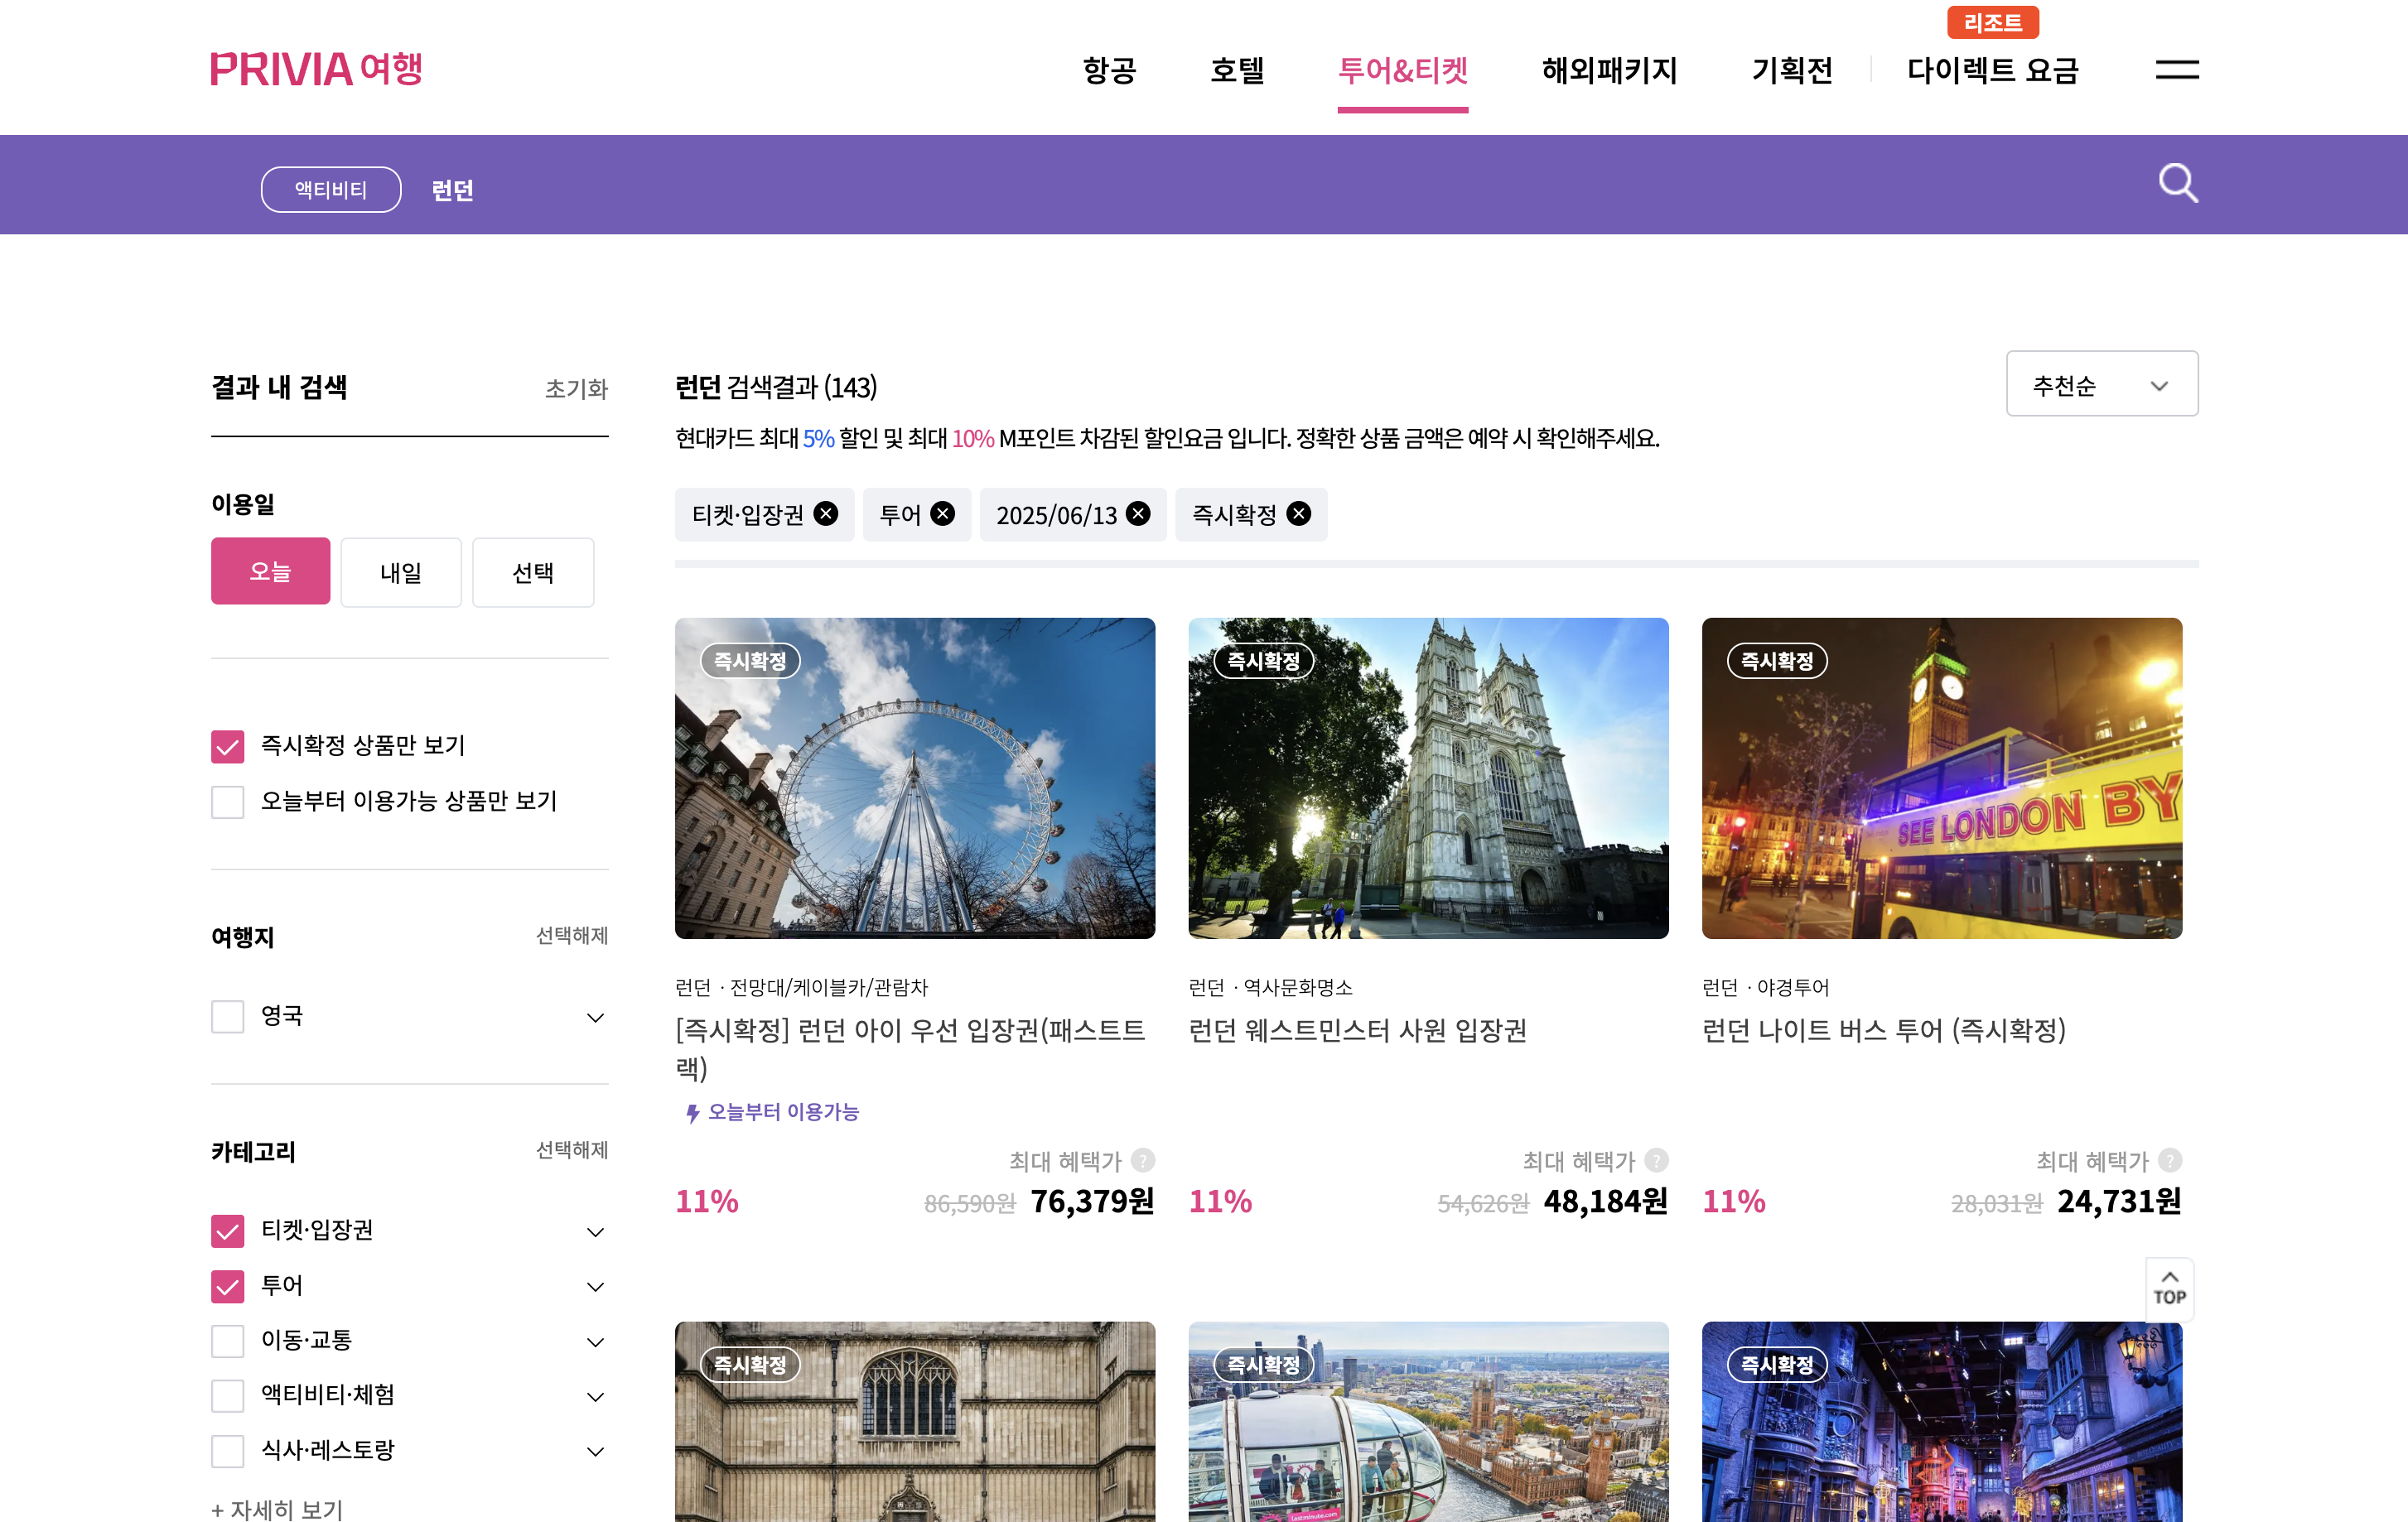 리조트
PRIVIA 여행
항공
호텔
투어&티켓
해외패키지
기획전
다이렉트 요금
액티비티
런던
결과 내 검색
초기화
이용일
오늘
내일
선택
즉시확정 상품만 보기
오늘부터 이용가능 상품만 보기
여행지
선택해제
영국
카테고리
선택해제
티켓·입장권
투어
이동·교통
액티비티·체험
식사·레스토랑
+ 자세히 보기
런던 검색결과 (143)
추천순
현대카드 최대 5% 할인 및 최대 10% M포인트 차감된 할인요금 입니다. 정확한 상품 금액은 예약 시 확인해주세요.
티켓·입장권
투어
2025/06/13
즉시확정
즉시확정
런던 · 전망대/케이블카/관람차
[즉시확정] 런던 아이 우선 입장권(패스트트
랙)
오늘부터 이용가능
최대 혜택가 ?
11% 86,590원 76,379원
즉시확정
런던 · 역사문화명소
런던 웨스트민스터 사원 입장권
최대 혜택가 ?
11% 54,626원 48,184원
즉시확정
SEE LONDON BY
런던 · 야경투어
런던 나이트 버스 투어 (즉시확정)
최대 혜택가 ?
11% 28,031원 24,731원
TOP
즉시확정
즉시확정
lastminute.com
즉시확정